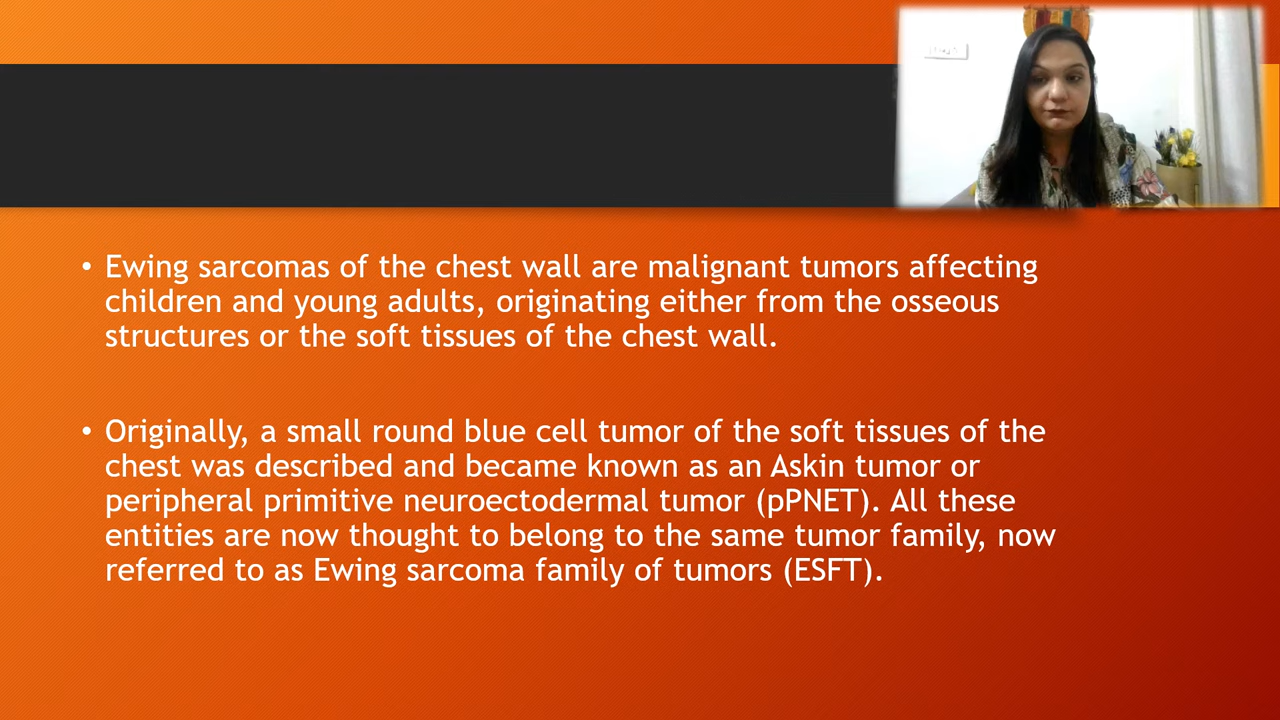 • Ewing sarcomas of the chest wall are malignant tumors affecting
children and young adults, originating either from the osseous
structures or the soft tissues of the chest wall.
• Originally, a small round blue cell tumor of the soft tissues of the
chest was described and became known as an Askin tumor or
peripheral primitive neuroectodermal tumor (pPNET). All these
entities are now thought to belong to the same tumor family, now
referred to as Ewing sarcoma family of tumors (ESFT).